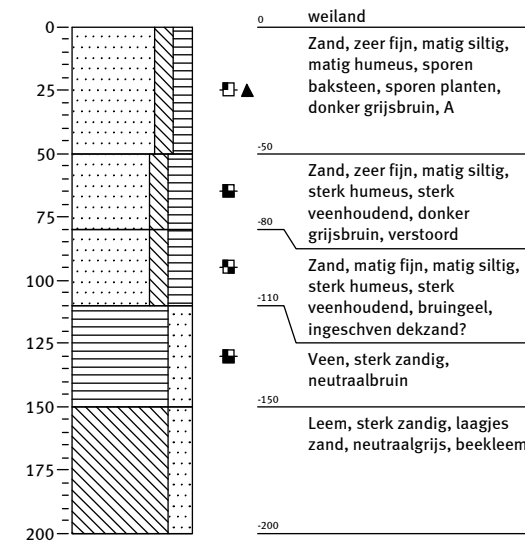 0
25
50
75
100
125
150
175
200
0
weiland
Zand, zeer fijn, matig siltig,
matig humeus, sporen
baksteen, sporen planten,
donker grijsbruin, A
-50
Zand, zeer fijn, matig siltig,
sterk humeus, sterk
veenhoudend, donker
grijsbruin, verstoord
-80
Zand, matig fijn, matig siltig,
sterk humeus, sterk
veenhoudend, bruingeel,
ingeschven dekzand?
-110
Veen, sterk zandig,
neutraalbruin
-150
Leem, sterk zandig, laagjes
zand, neutraalgrijs, beekleem
-200